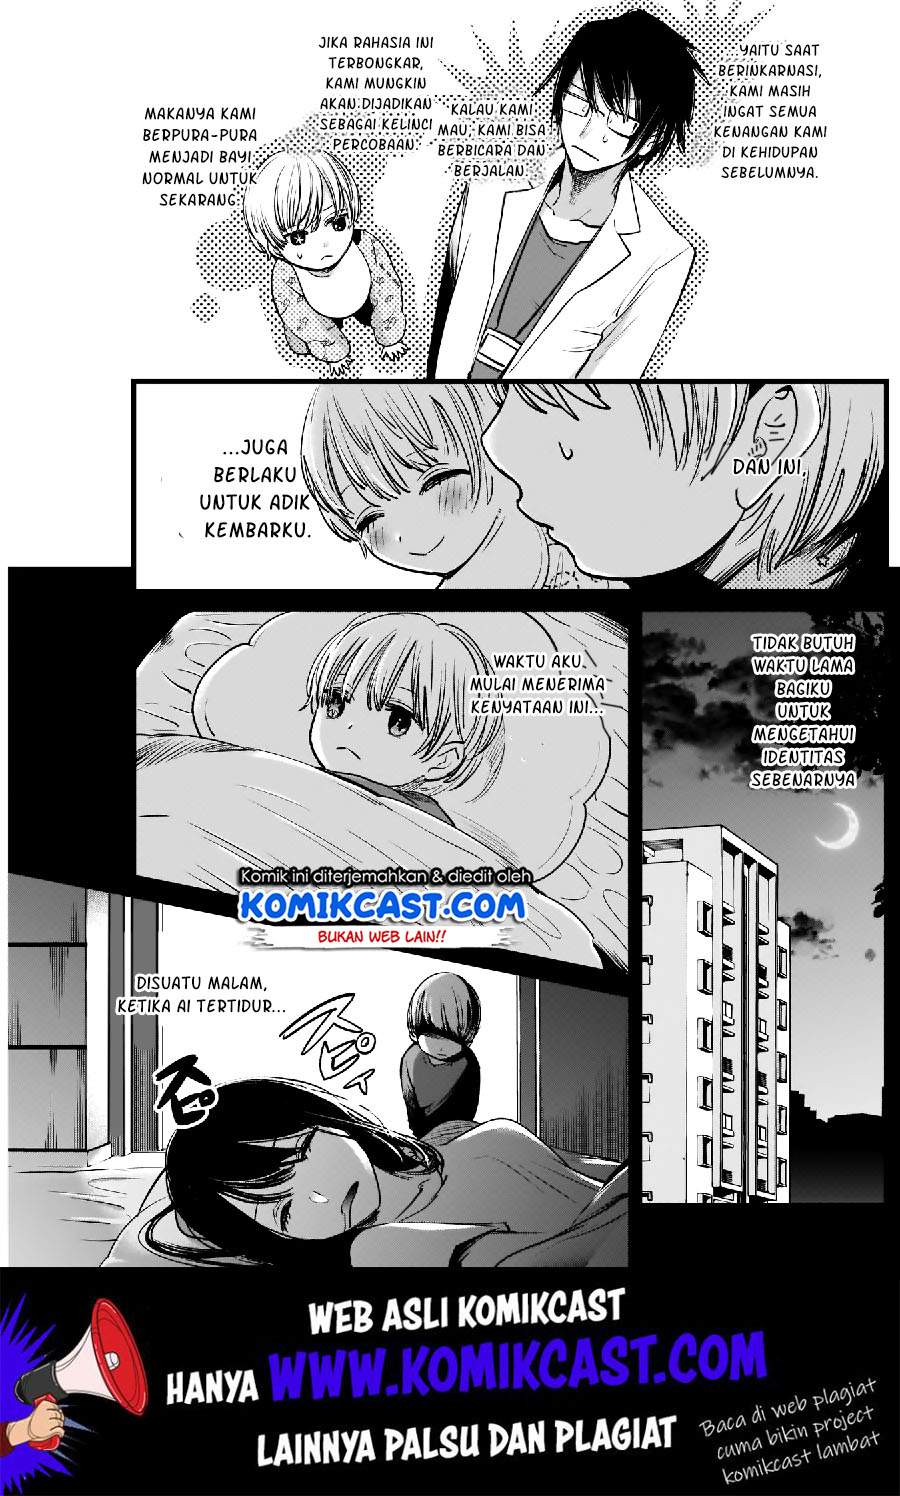 YAITU SAAT
BERINKARNASI,
KAMI MASIH
INGAT SEMUA
KENANGAN KAMI
DI KEHIDUPAN
SEBELUMNYA.
KALAU KAMI
MAU, KAMI BISA
BERBICARA DAN
BERJALAN.
JIKA RAHASIA INI
TERBONGKAR,
KAMI MUNGKIN
AKAN DIJADIKAN
SEBAGAI KELINCI
PERCOBAAN.
MAKANYA KAMI
BERPURA-PURA
MENJADI BAYI
NORMAL UNTUK
SEKARANG.
DAN INI,
...JUGA
BERLAKU
UNTUK ADIK
KEMBARKU.
TIDAK BUTUH
WAKTU LAMA
BAGIKU
UNTUK
MENGETAHUI
IDENTITAS
SEBENARNYA
WAKTU AKU
MULAI MENERIMA
KENYATAAN INI...
Komik ini diterjemahkan & diedit oleh
KOMIKCAST.COM
BUKAN WEB LAIN!!
DISUATU MALAM,
KETIKA AI TERTIDUR...
スピー
スピ
WEB ASLI KOMIKCAST
HANYA WWW.KOMIKCAST.COM
LAINNYA PALSU DAN PLAGIAT
Baca di web plagiat
cuma bikin project
komikcast lambat